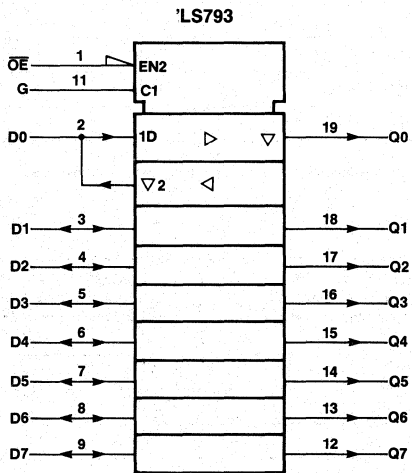 'LS793
OE 1 EN2
G 11 C1
D0 2 1D 19 Q0
2
D1 3 18 Q1
D2 4 17 Q2
D3 5 16 Q3
D4 6 15 Q4
D5 7 14 Q5
D6 8 13 Q6
D7 9 12 Q7